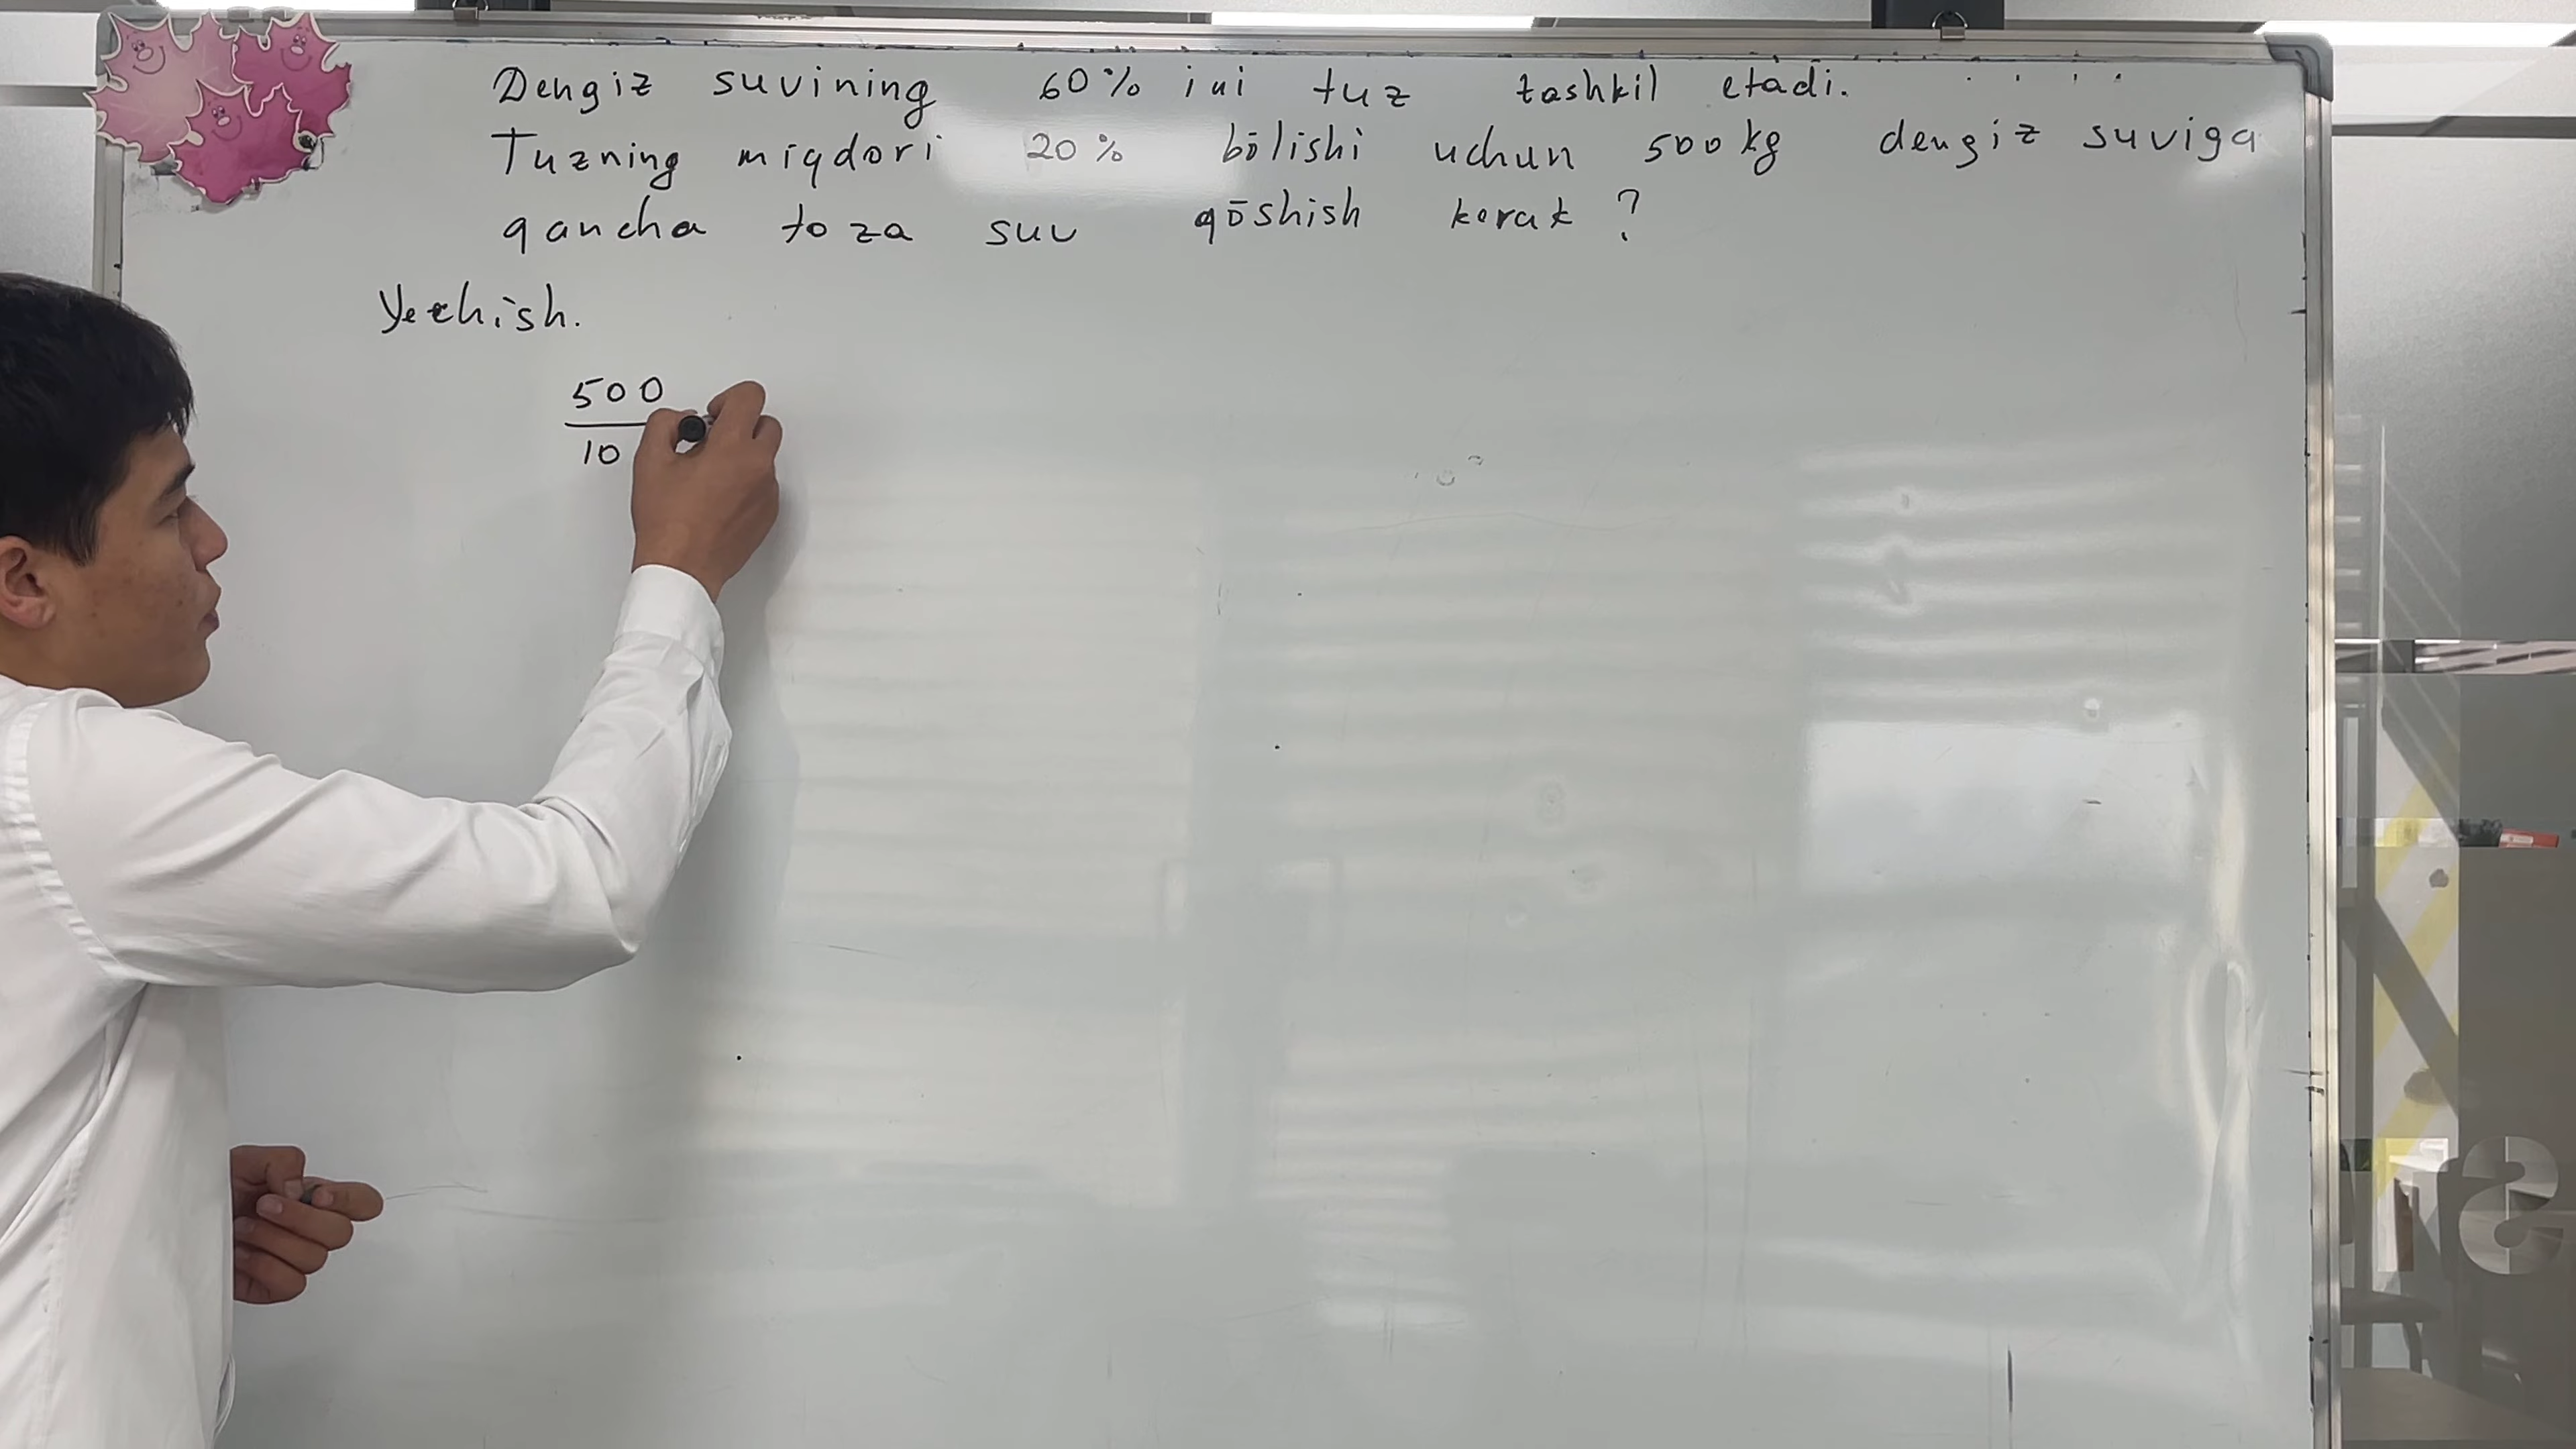 Dengiz suvining 60% ini tuz tashkil etadi.
Tuzning miqdori 20% bōlishi uchun 500 kg dengiz suviga
qancha toza suv qōshish kerak?
Yechish.
500
10
S